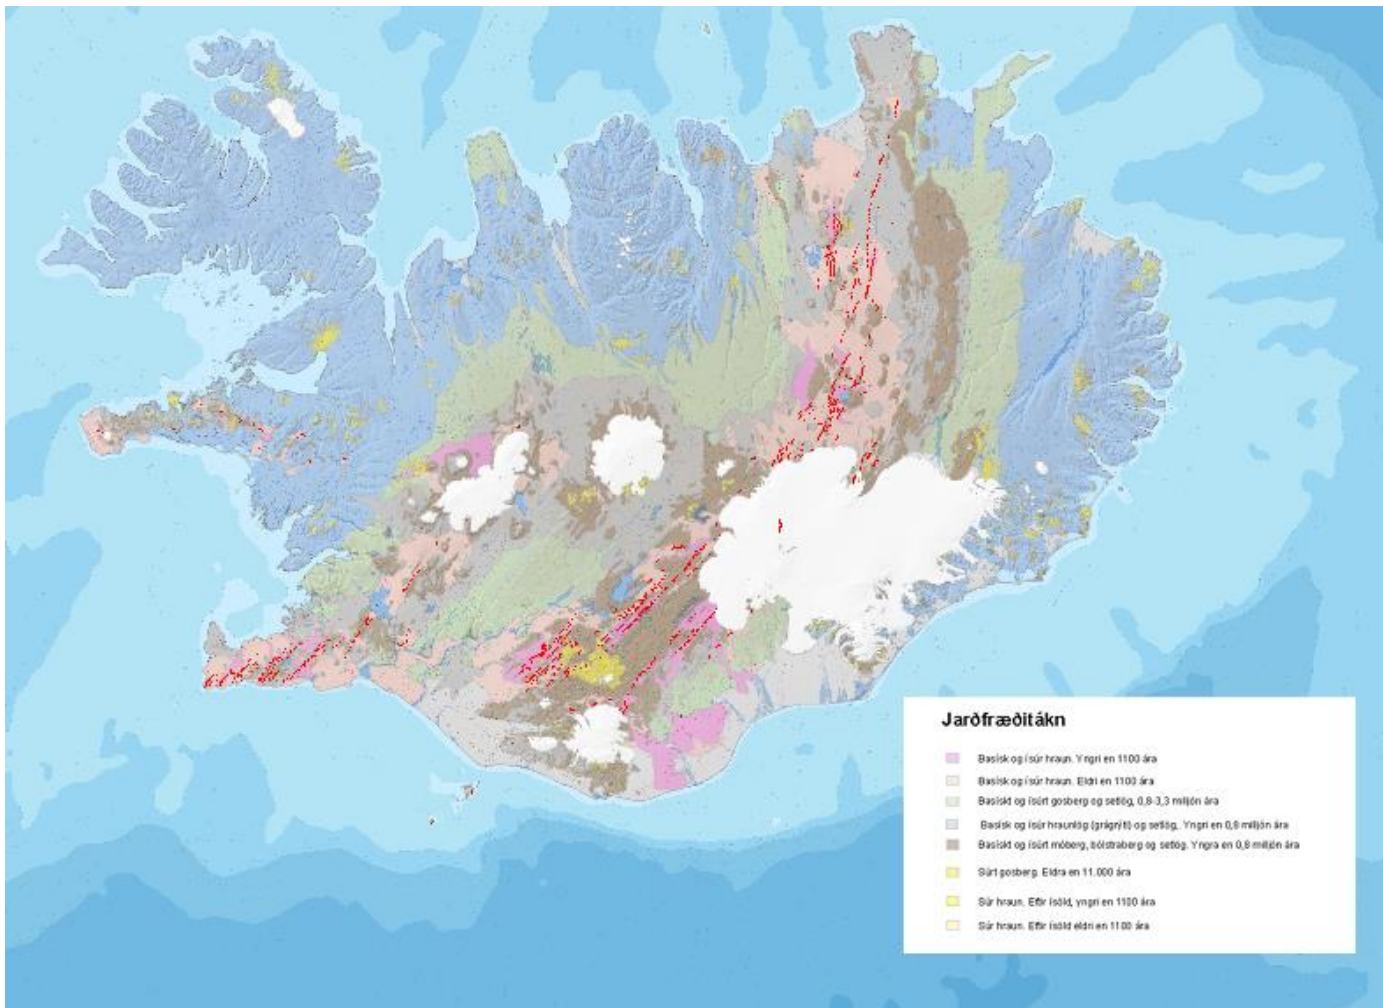 Jarðfræðitákn
Basísk og ísúr hraun. Yngri en 1100 ára
Basísk og ísúr hraun. Eldri en 1100 ára
Basískt og ísúrt gosberg og setlög, 0,8-3,3 miljón ára
Basísk og ísúr hraunlög (grágrýti) og setlög,. Yngri en 0,8 miljón ára
Basískt og ísúrt móberg, bólstraberg og setlög. Yngra en 0,8 miljón ára
Súrt gosberg. Eldra en 11.000 ára
Súr hraun. Eftir ísöld, yngri en 1100 ára
Súr hraun. Eftir ísöld eldri en 1100 ára